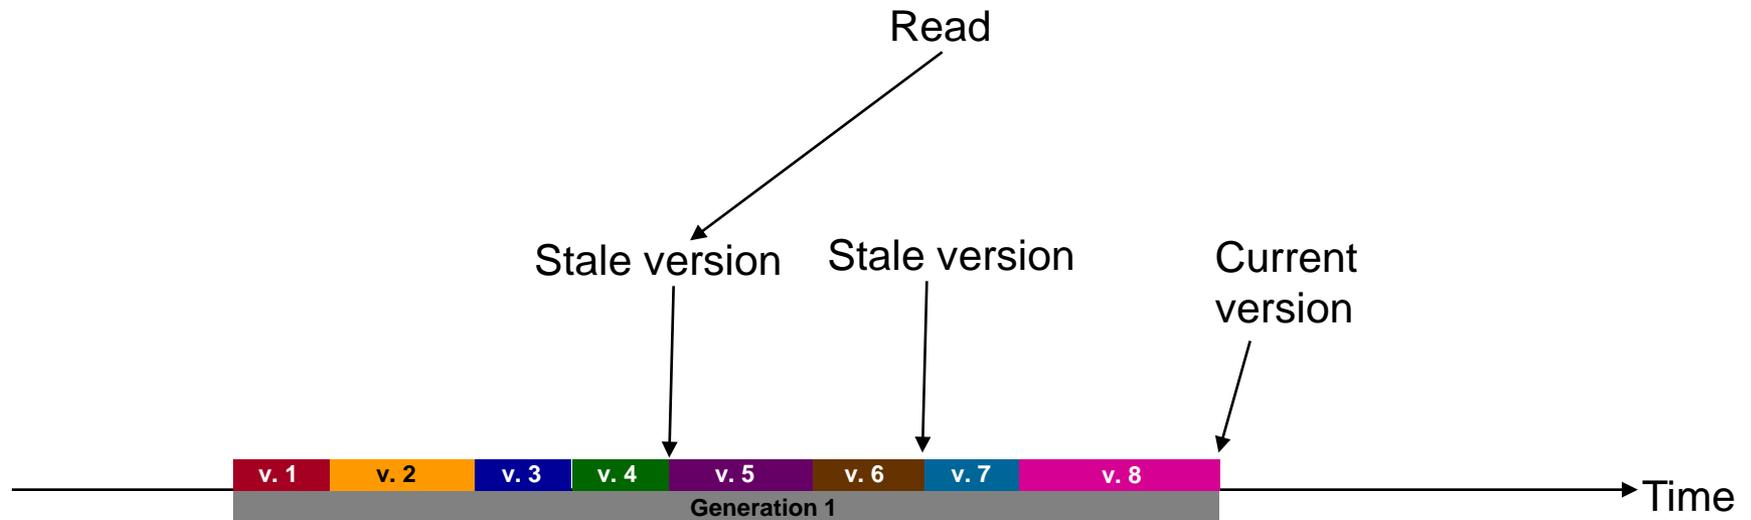 Read
Stale version
Stale version
Current
version
v. 1
v. 2
v. 3
v. 4
v. 5
v. 6
v. 7
v. 8
Time
Generation 1